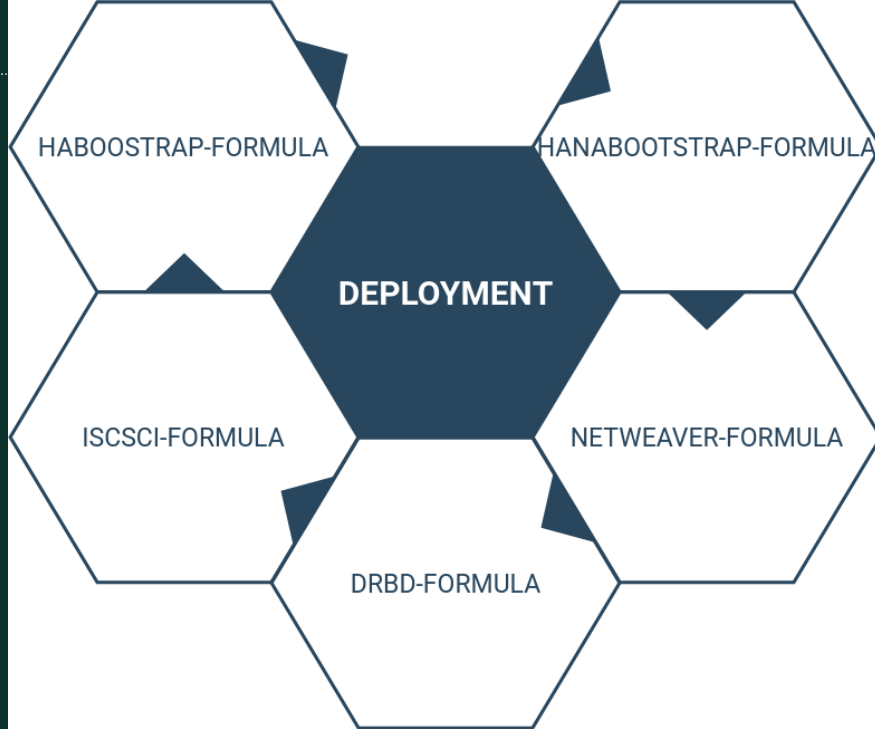 HABOOSTRAP-FORMULA
HANABOOTSTRAP-FORMULA
DEPLOYMENT
ISCSCI-FORMULA
NETWEAVER-FORMULA
DRBD-FORMULA